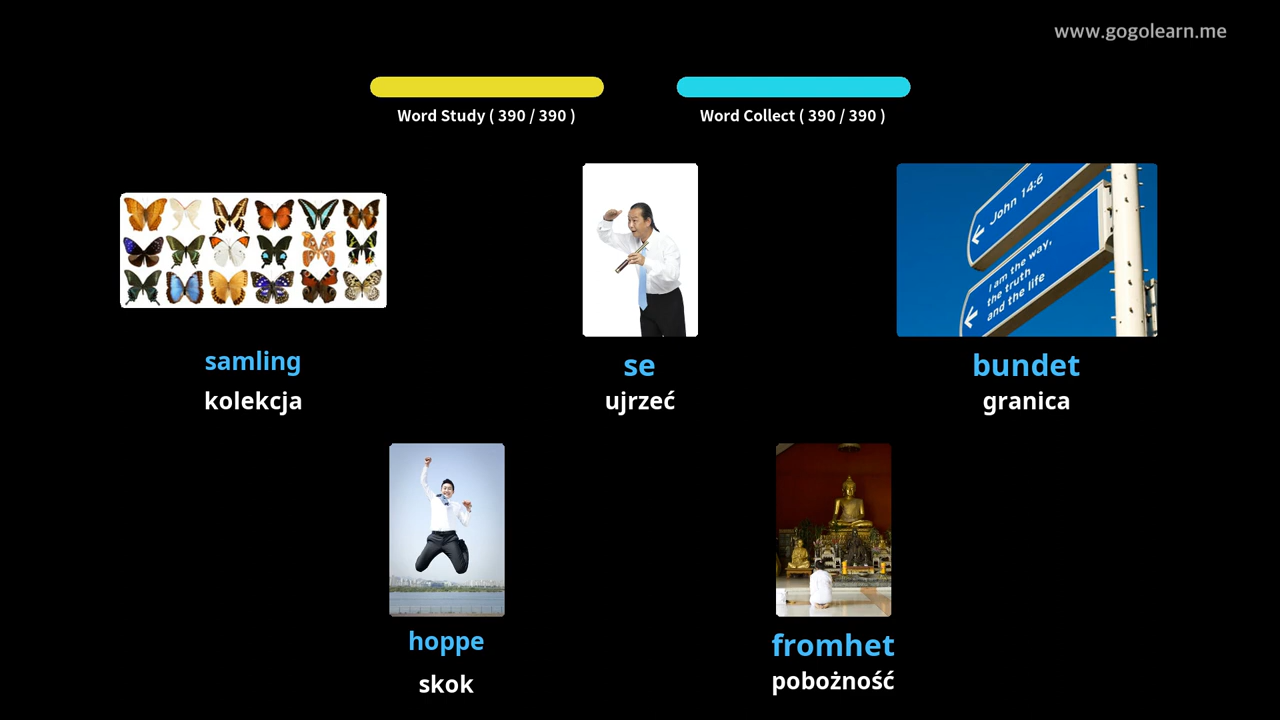 www.gogolearn.me
Word Study ( 390 / 390 )
Word Collect ( 390 / 390 )
John 14:6
I am the way,
the truth
and the life
samling
kolekcja
se
ujrzeć
bundet
granica
hoppe
skok
fromhet
pobożność